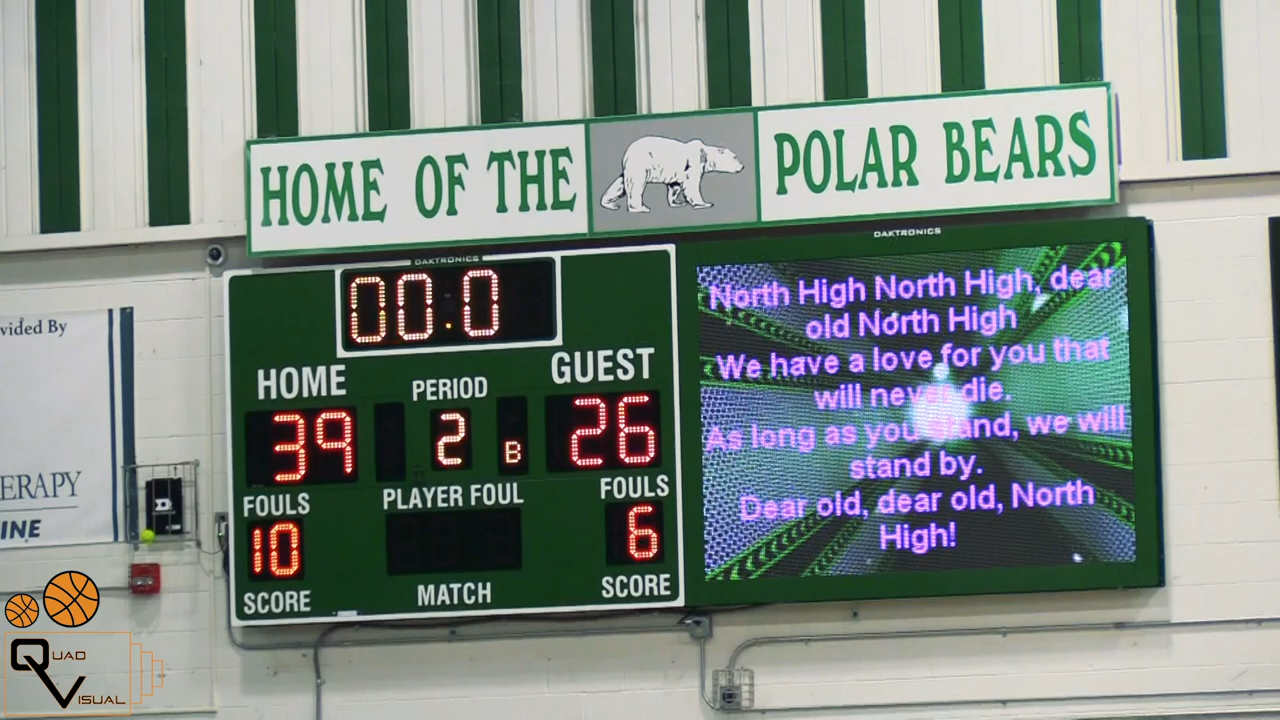 HOME OF THE POLAR BEARS
DAKTRONICS
DAKTRONICS
00:0
HOME
PERIOD
GUEST
39
2
B
26
FOULS
PLAYER FOUL
FOULS
10
6
SCORE
MATCH
SCORE
North High North High, dear
old North High
We have a love for you that
will never die.
As long as you stand, we will
stand by.
Dear old, dear old, North
High!
vided By
ERAPY
INE
D
QUAD
VISUAL